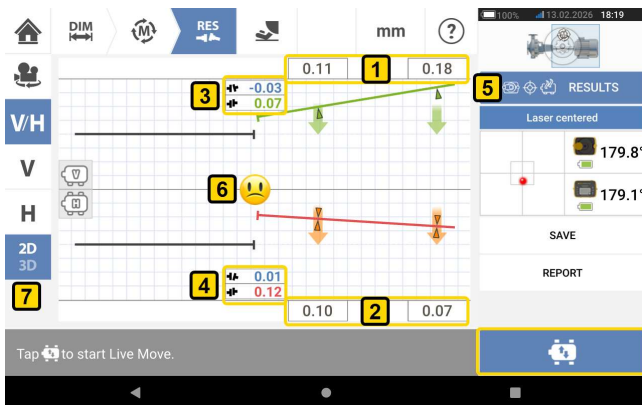 100% 13.02.2026 18:19
DIM
M
RES
mm
?
0.11 1 0.18
3
-0.03
0.07
5
RESULTS
Laser centered
V/H
179.8°
V
V
6
179.1°
H
H
2D
3D
SAVE
4
0.01
0.12
REPORT
7
0.10 2 0.07
Tap to start Live Move.